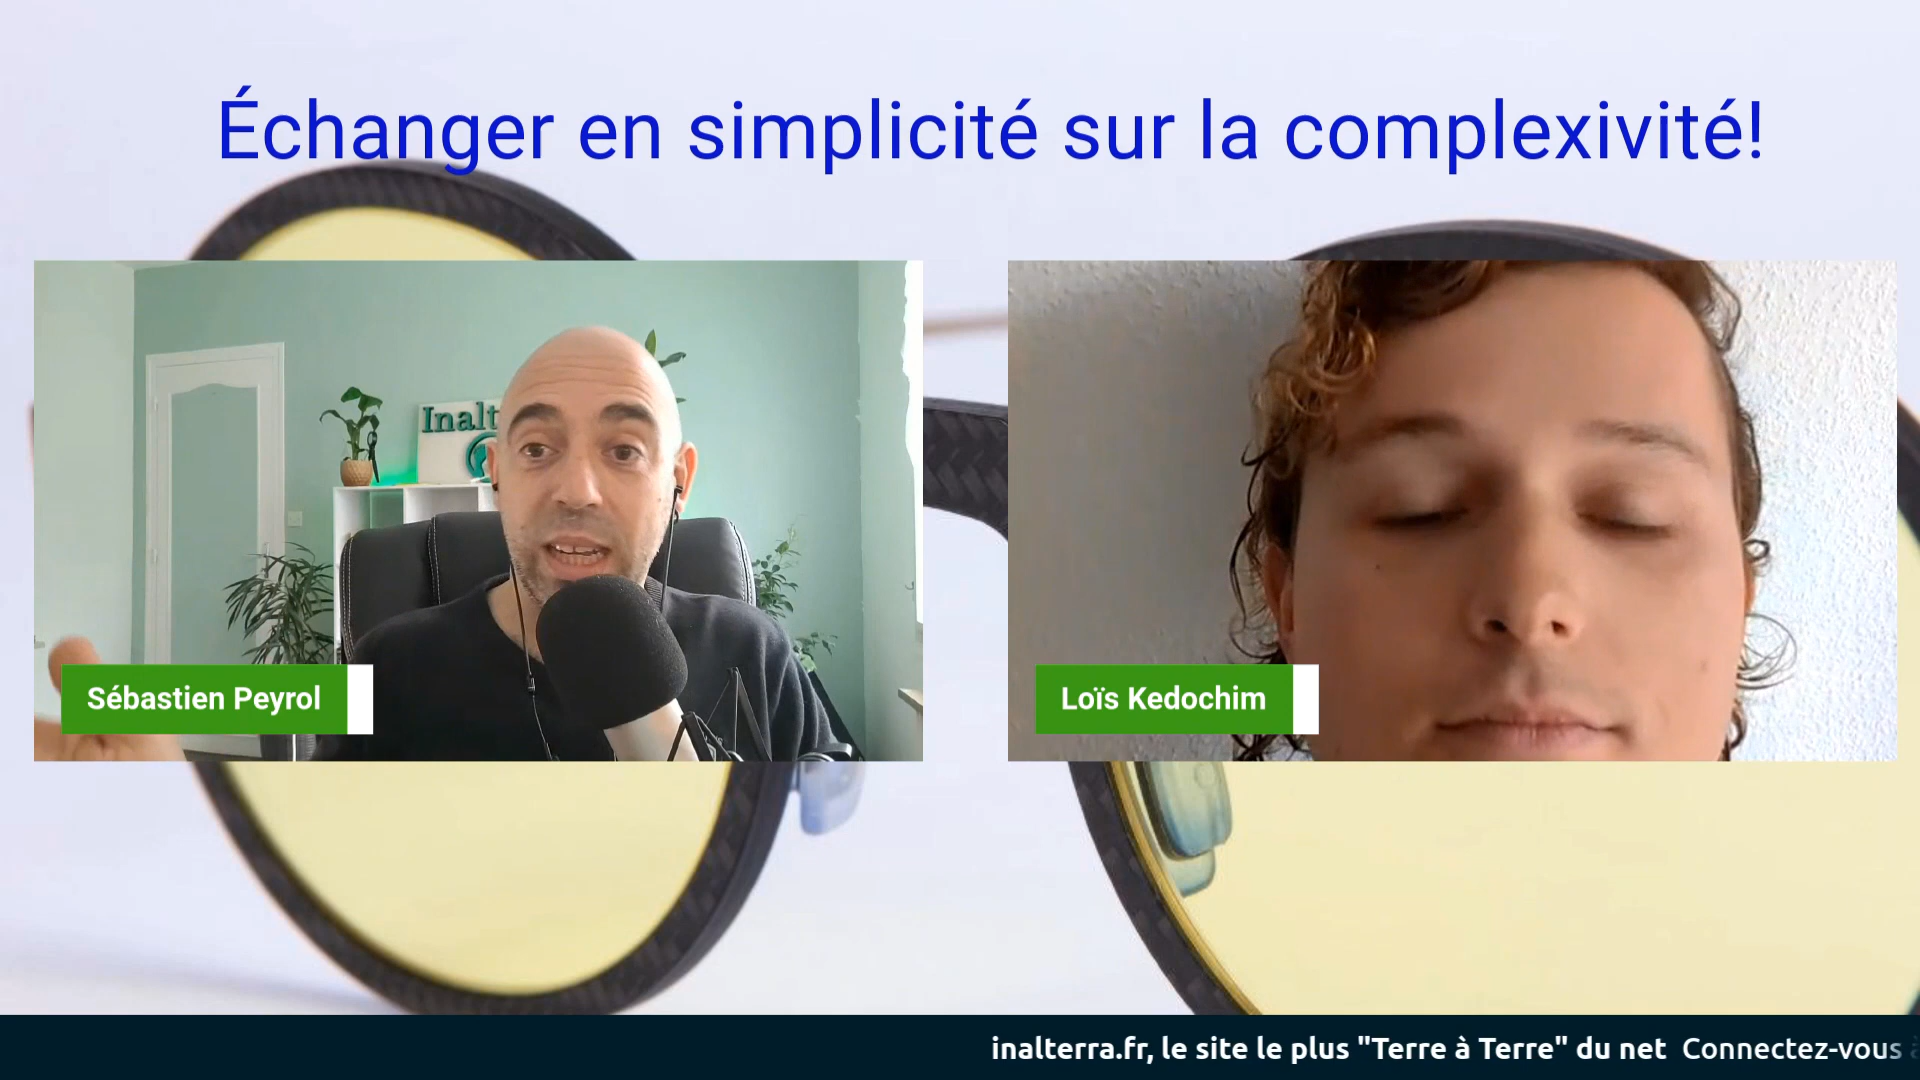 Échanger en simplicité sur la complexivité!
Inalt
Sébastien Peyrol
Loïs Kedochim
inalterra.fr, le site le plus "Terre à Terre" du net Connectez-vous